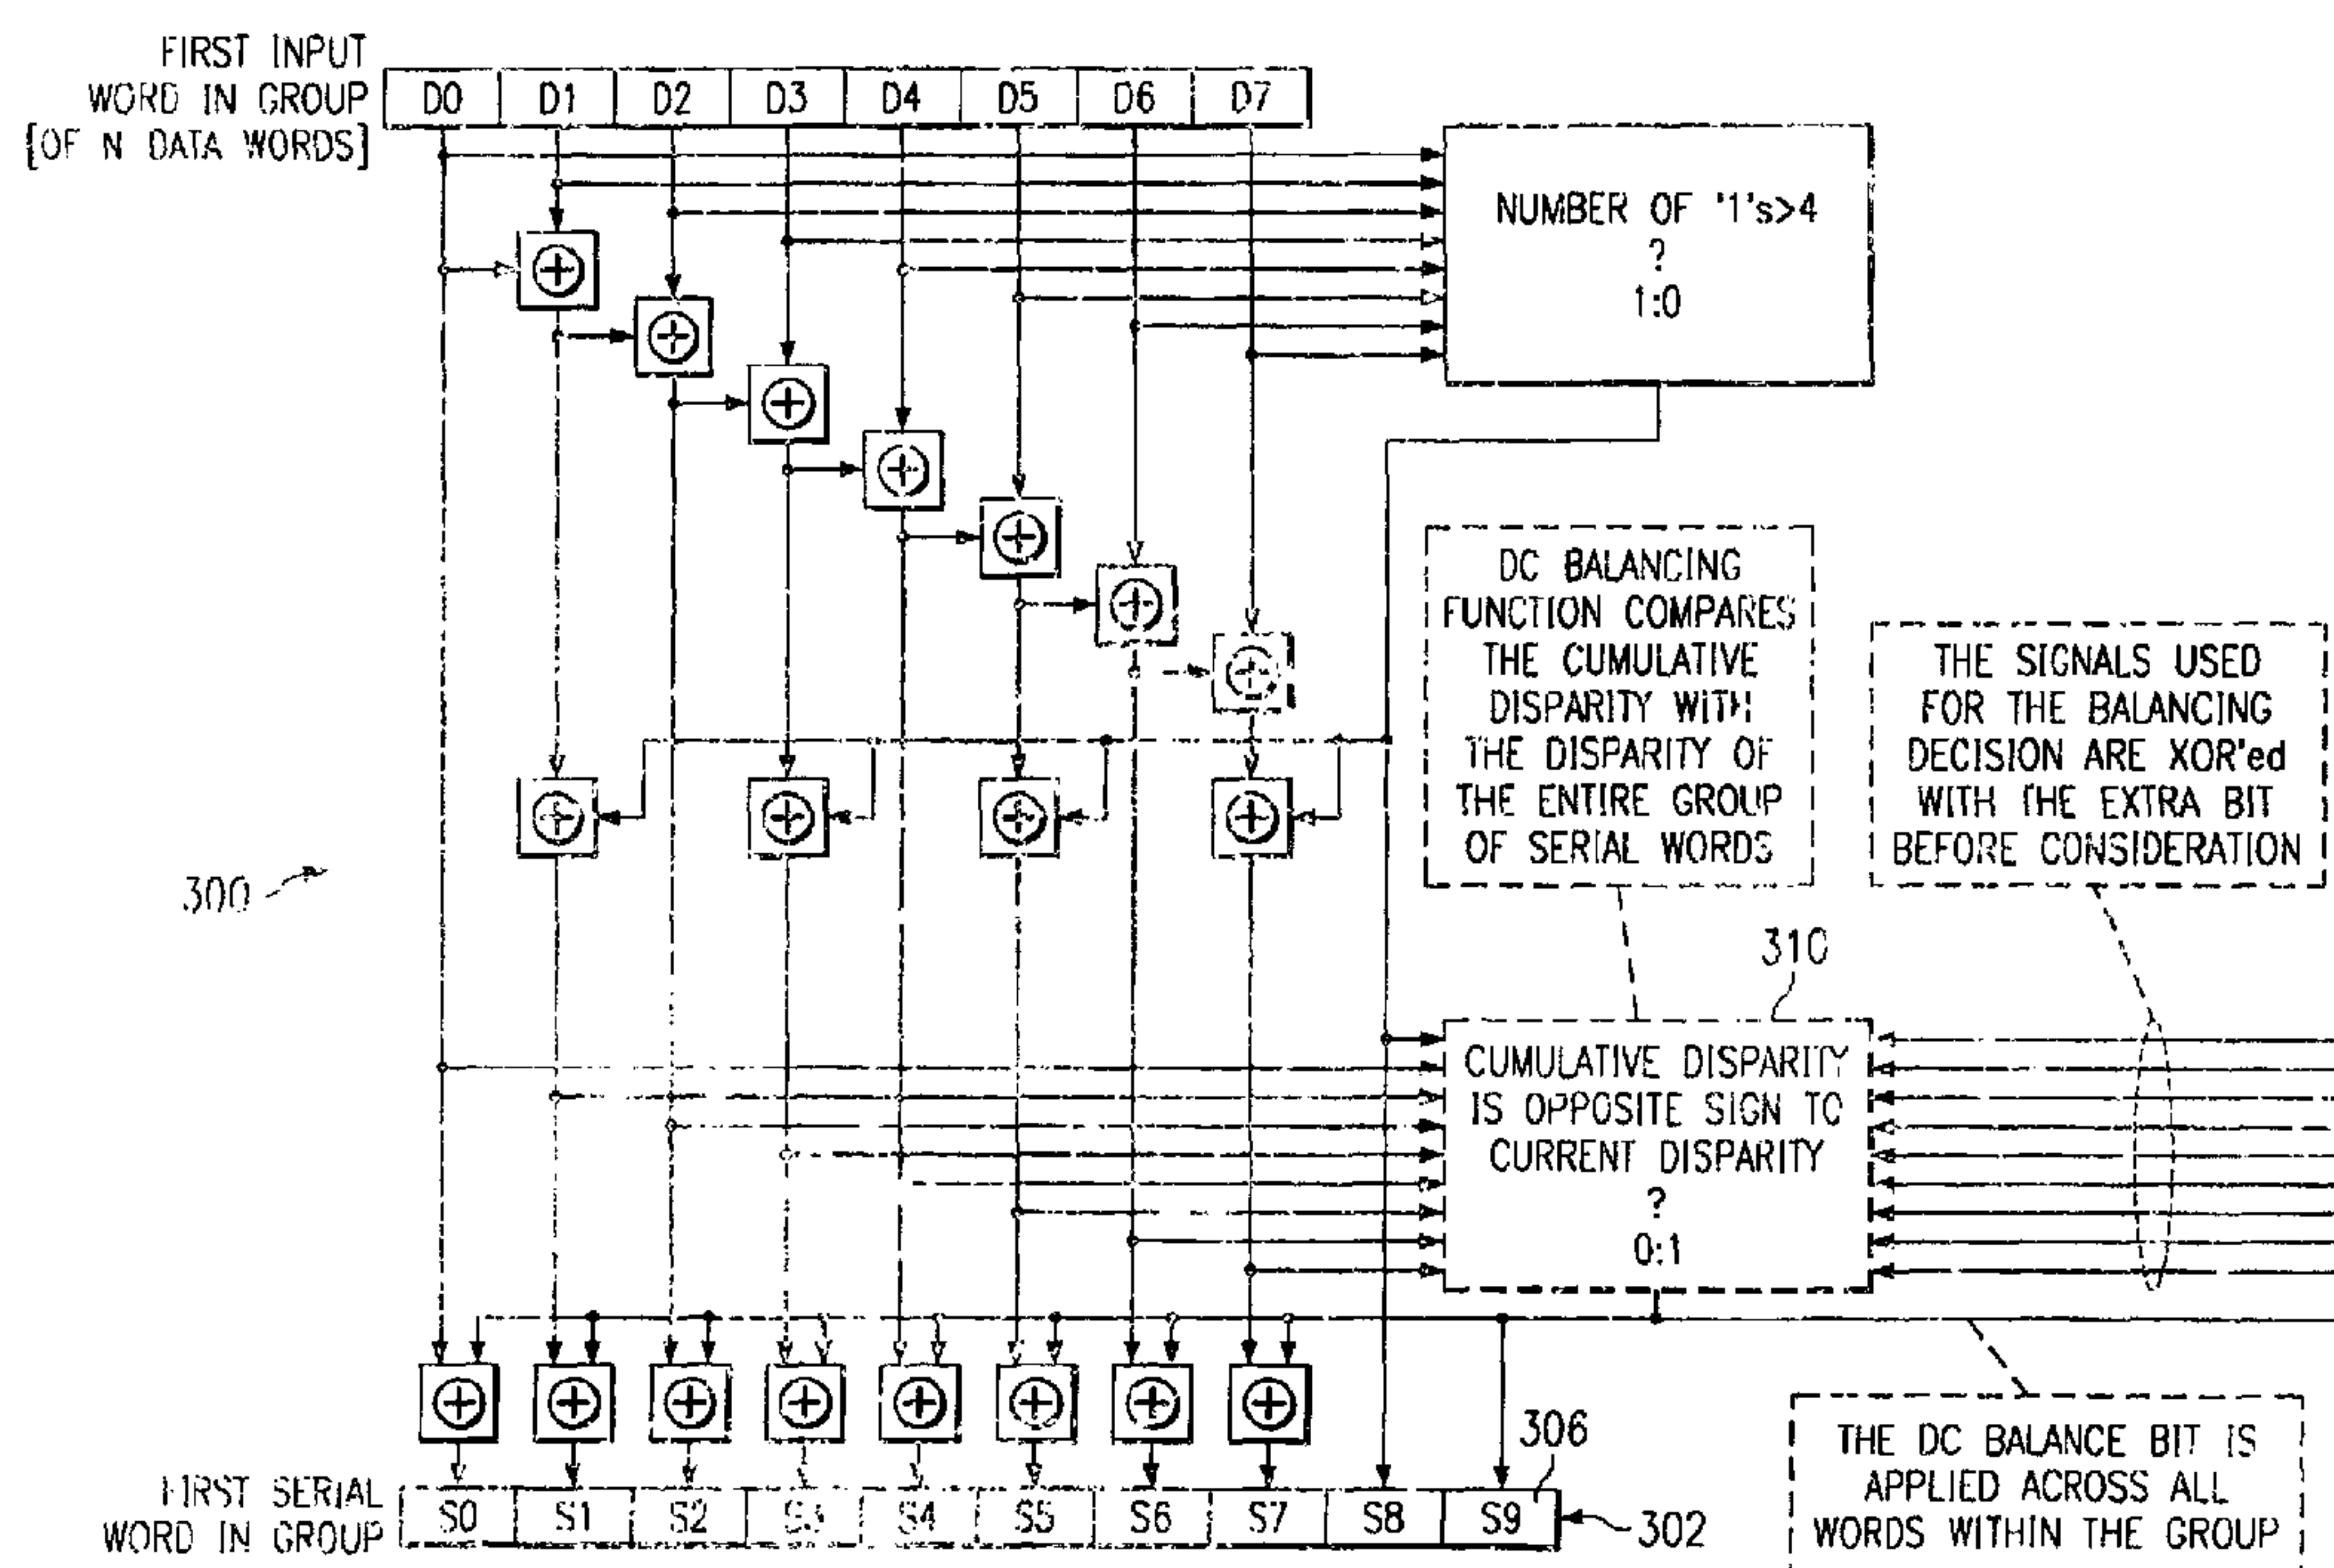 FIRST INPUT
WORD IN GROUP
[OF N DATA WORDS]
D0 D1 D2 D3 D4 D5 D6 D7
NUMBER OF '1's>4
?
1:0
DC BALANCING
FUNCTION COMPARES
THE CUMULATIVE
DISPARITY WITH
THE DISPARITY OF
THE ENTIRE GROUP
OF SERIAL WORDS
THE SIGNALS USED
FOR THE BALANCING
DECISION ARE XOR'ed
WITH THE EXTRA BIT
BEFORE CONSIDERATION
300
310
CUMULATIVE DISPARITY
IS OPPOSITE SIGN TO
CURRENT DISPARITY
?
0:1
306
FIRST SERIAL
WORD IN GROUP
S0 S1 S2 S3 S4 S5 S6 S7 S8 S9
302
THE DC BALANCE BIT IS
APPLIED ACROSS ALL
WORDS WITHIN THE GROUP